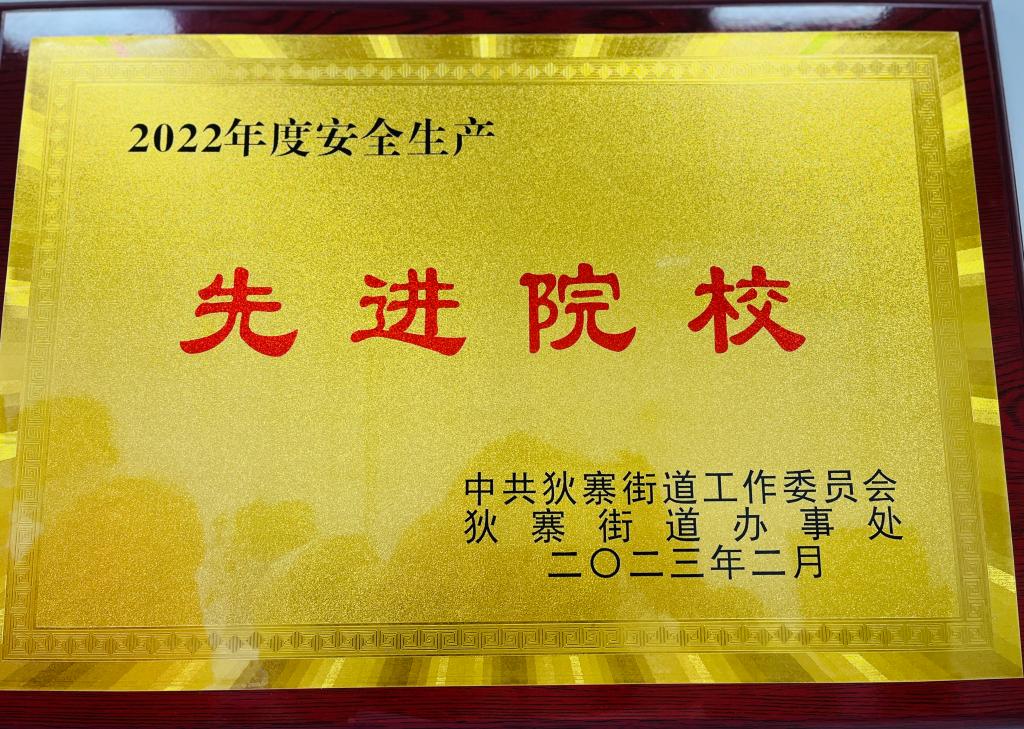 2022年度安全生产
先进院校
中共狄寨街道工作委员会
狄寨街道办事处
二〇二三年二月